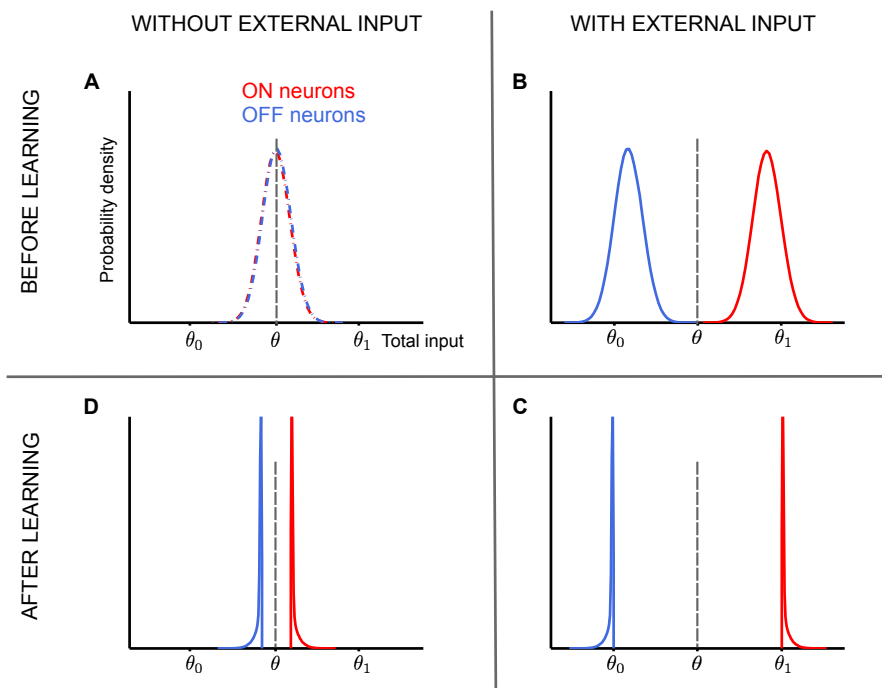 WITHOUT EXTERNAL INPUT
WITH EXTERNAL INPUT
BEFORE LEARNING
A
ON neurons
OFF neurons
Probability density
θ₀ θ θ₁ Total input
B
θ₀ θ θ₁
AFTER LEARNING
D
θ₀ θ θ₁
C
θ₀ θ θ₁